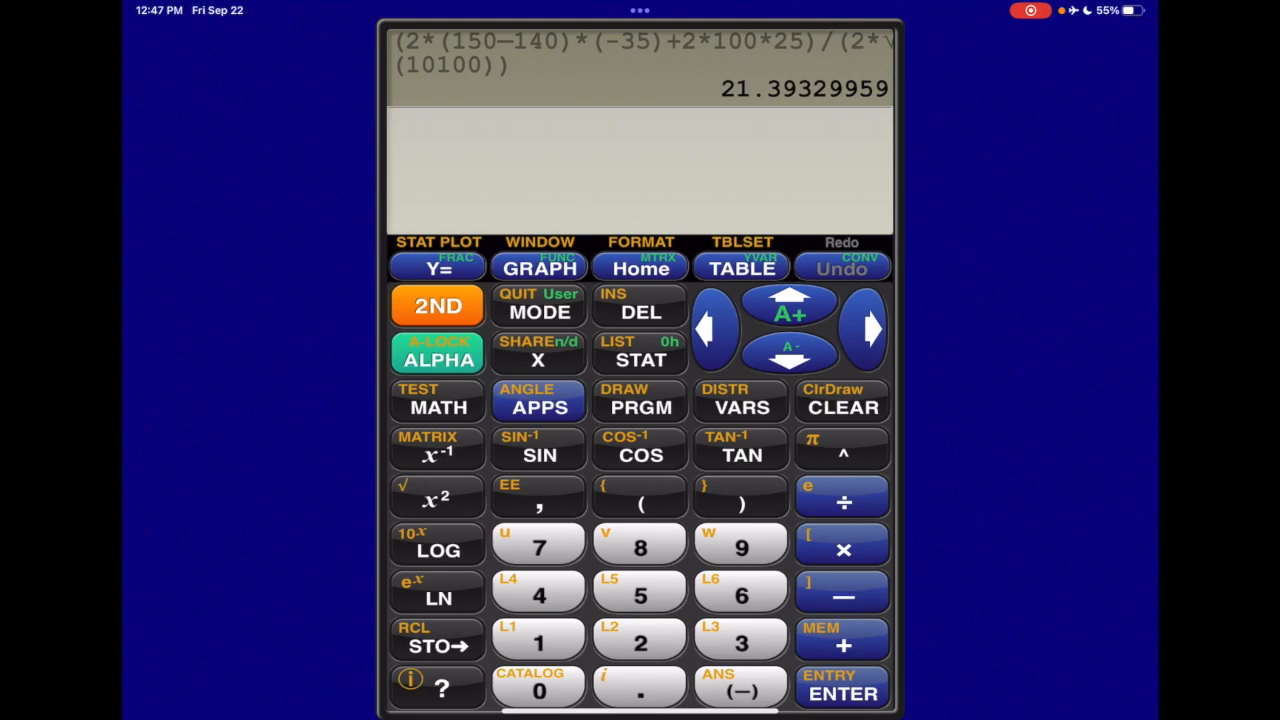 12:47 PM Fri Sep 22
55%
(2*(150−140)*(-35)+2*100*25)/(2*√
(10100))
21.39329959
STAT PLOT WINDOW FORMAT TBLSET Redo
FRAC FUNC MTRX YVAR CONV
Y= GRAPH Home TABLE Undo
QUIT User INS
2ND MODE DEL A+
A-LOCK SHARE n/d LIST 0h A-
ALPHA X STAT
TEST ANGLE DRAW DISTR ClrDraw
MATH APPS PRGM VARS CLEAR
MATRIX SIN-1 COS-1 TAN-1 π
x-1 SIN COS TAN ^
√ EE { } e
x2 , ( ) ÷
10x u v w [
LOG 7 8 9 ×
ex L4 L5 L6 ]
LN 4 5 6 —
RCL L1 L2 L3 MEM
STO→ 1 2 3 +
i CATALOG i ANS ENTRY
? 0 . (—) ENTER